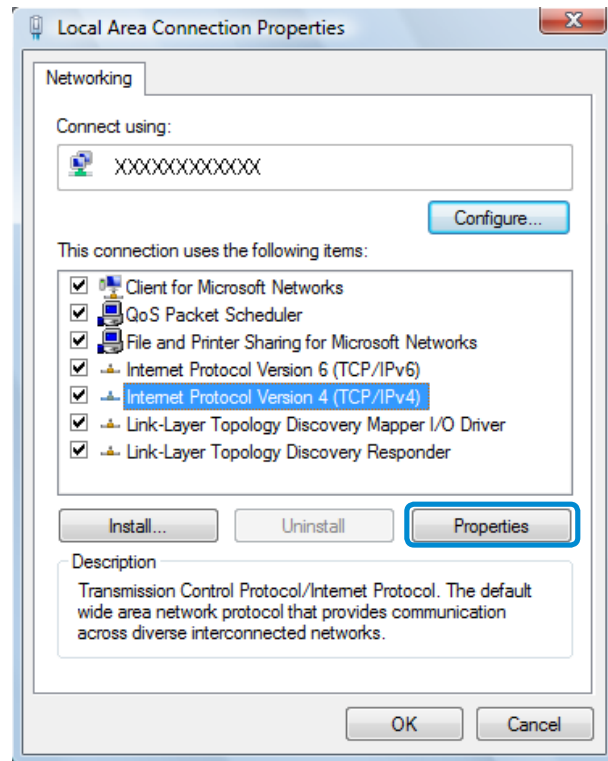 Local Area Connection Properties
Networking
Connect using:
XXXXXXXXXXXX
Configure...
This connection uses the following items:
Client for Microsoft Networks
QoS Packet Scheduler
File and Printer Sharing for Microsoft Networks
Internet Protocol Version 6 (TCP/IPv6)
Internet Protocol Version 4 (TCP/IPv4)
Link-Layer Topology Discovery Mapper I/O Driver
Link-Layer Topology Discovery Responder
Install... Uninstall Properties
Description
Transmission Control Protocol/Internet Protocol. The default
wide area network protocol that provides communication
across diverse interconnected networks.
OK Cancel